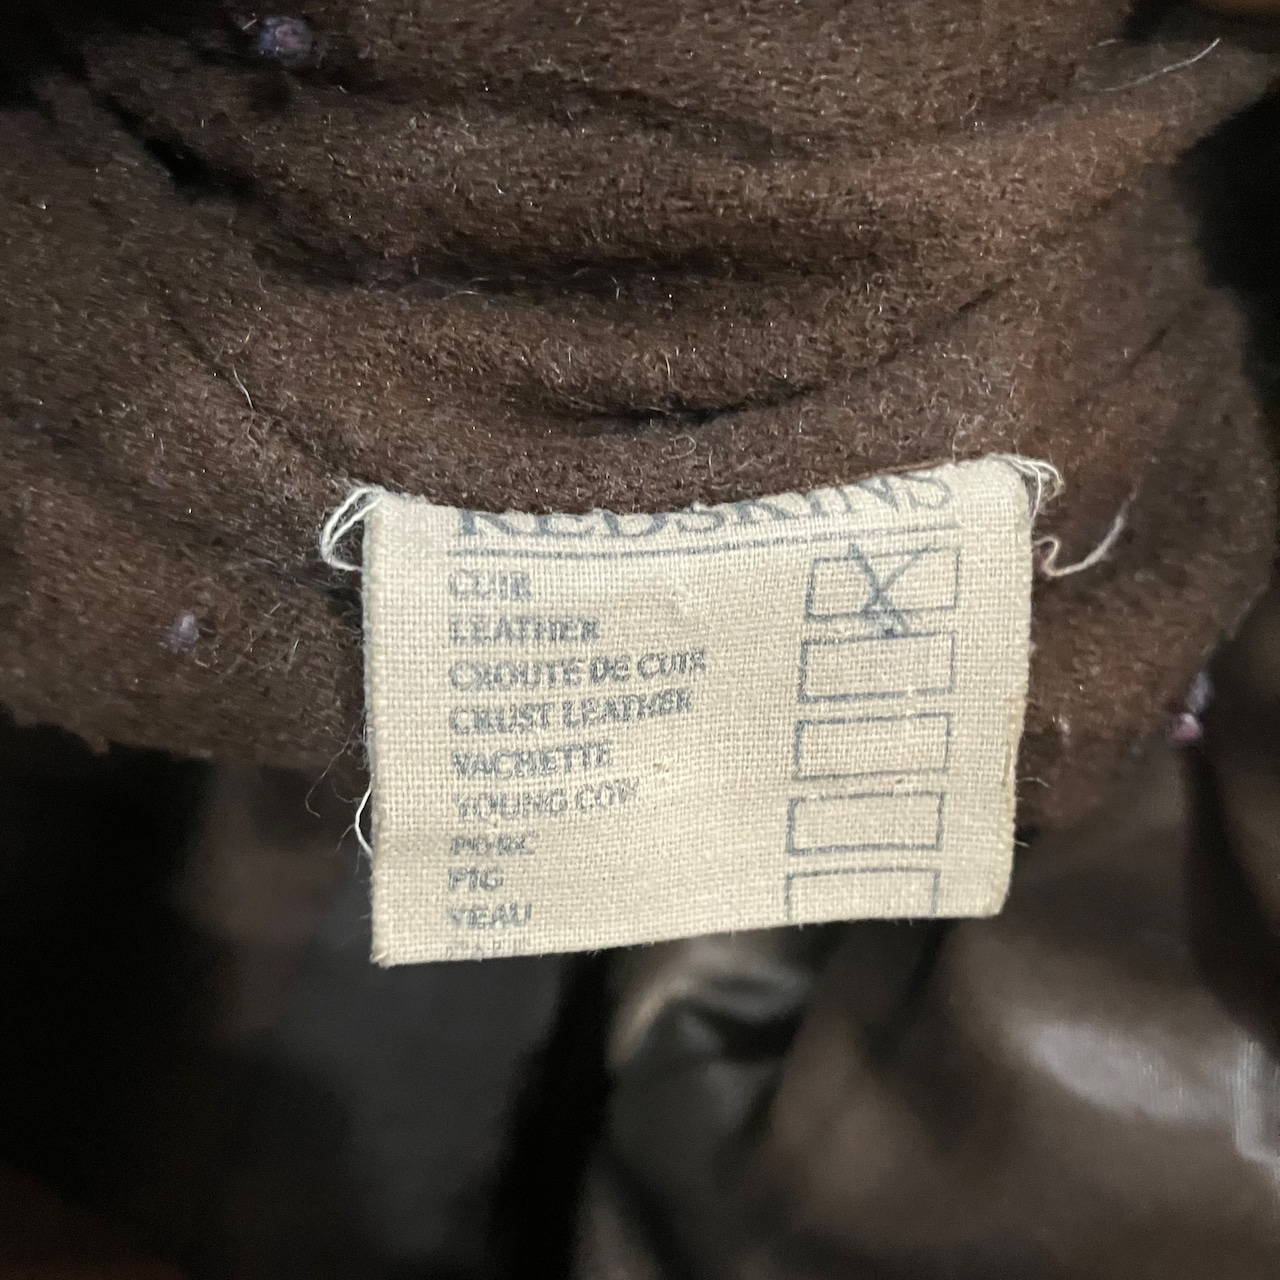 REDSKINS
CUIR
LEATHER
CROUTE DE CUIR
CRUST LEATHER
VACHETTE
YOUNG COW
PORC
PIG
VEAU